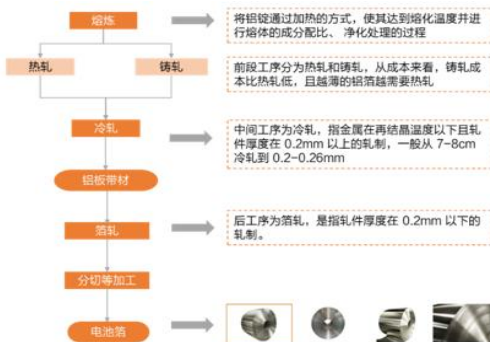 熔炼
将铝锭通过加热的方式，使其达到熔化温度并进
行熔体的成分配比、净化处理的过程
热轧
铸轧
前段工序分为热轧和铸轧，从成本来看，铸轧成
本比热轧低，且越薄的铝箔越需要热轧
冷轧
中间工序为冷轧，指金属在再结晶温度以下且轧
件厚度在 0.2mm 以上的轧制，一般从 7-8cm
冷轧到 0.2-0.26mm
铝板带材
箔轧
后工序为箔轧，是指轧件厚度在 0.2mm 以下的
轧制。
分切等加工
电池箔